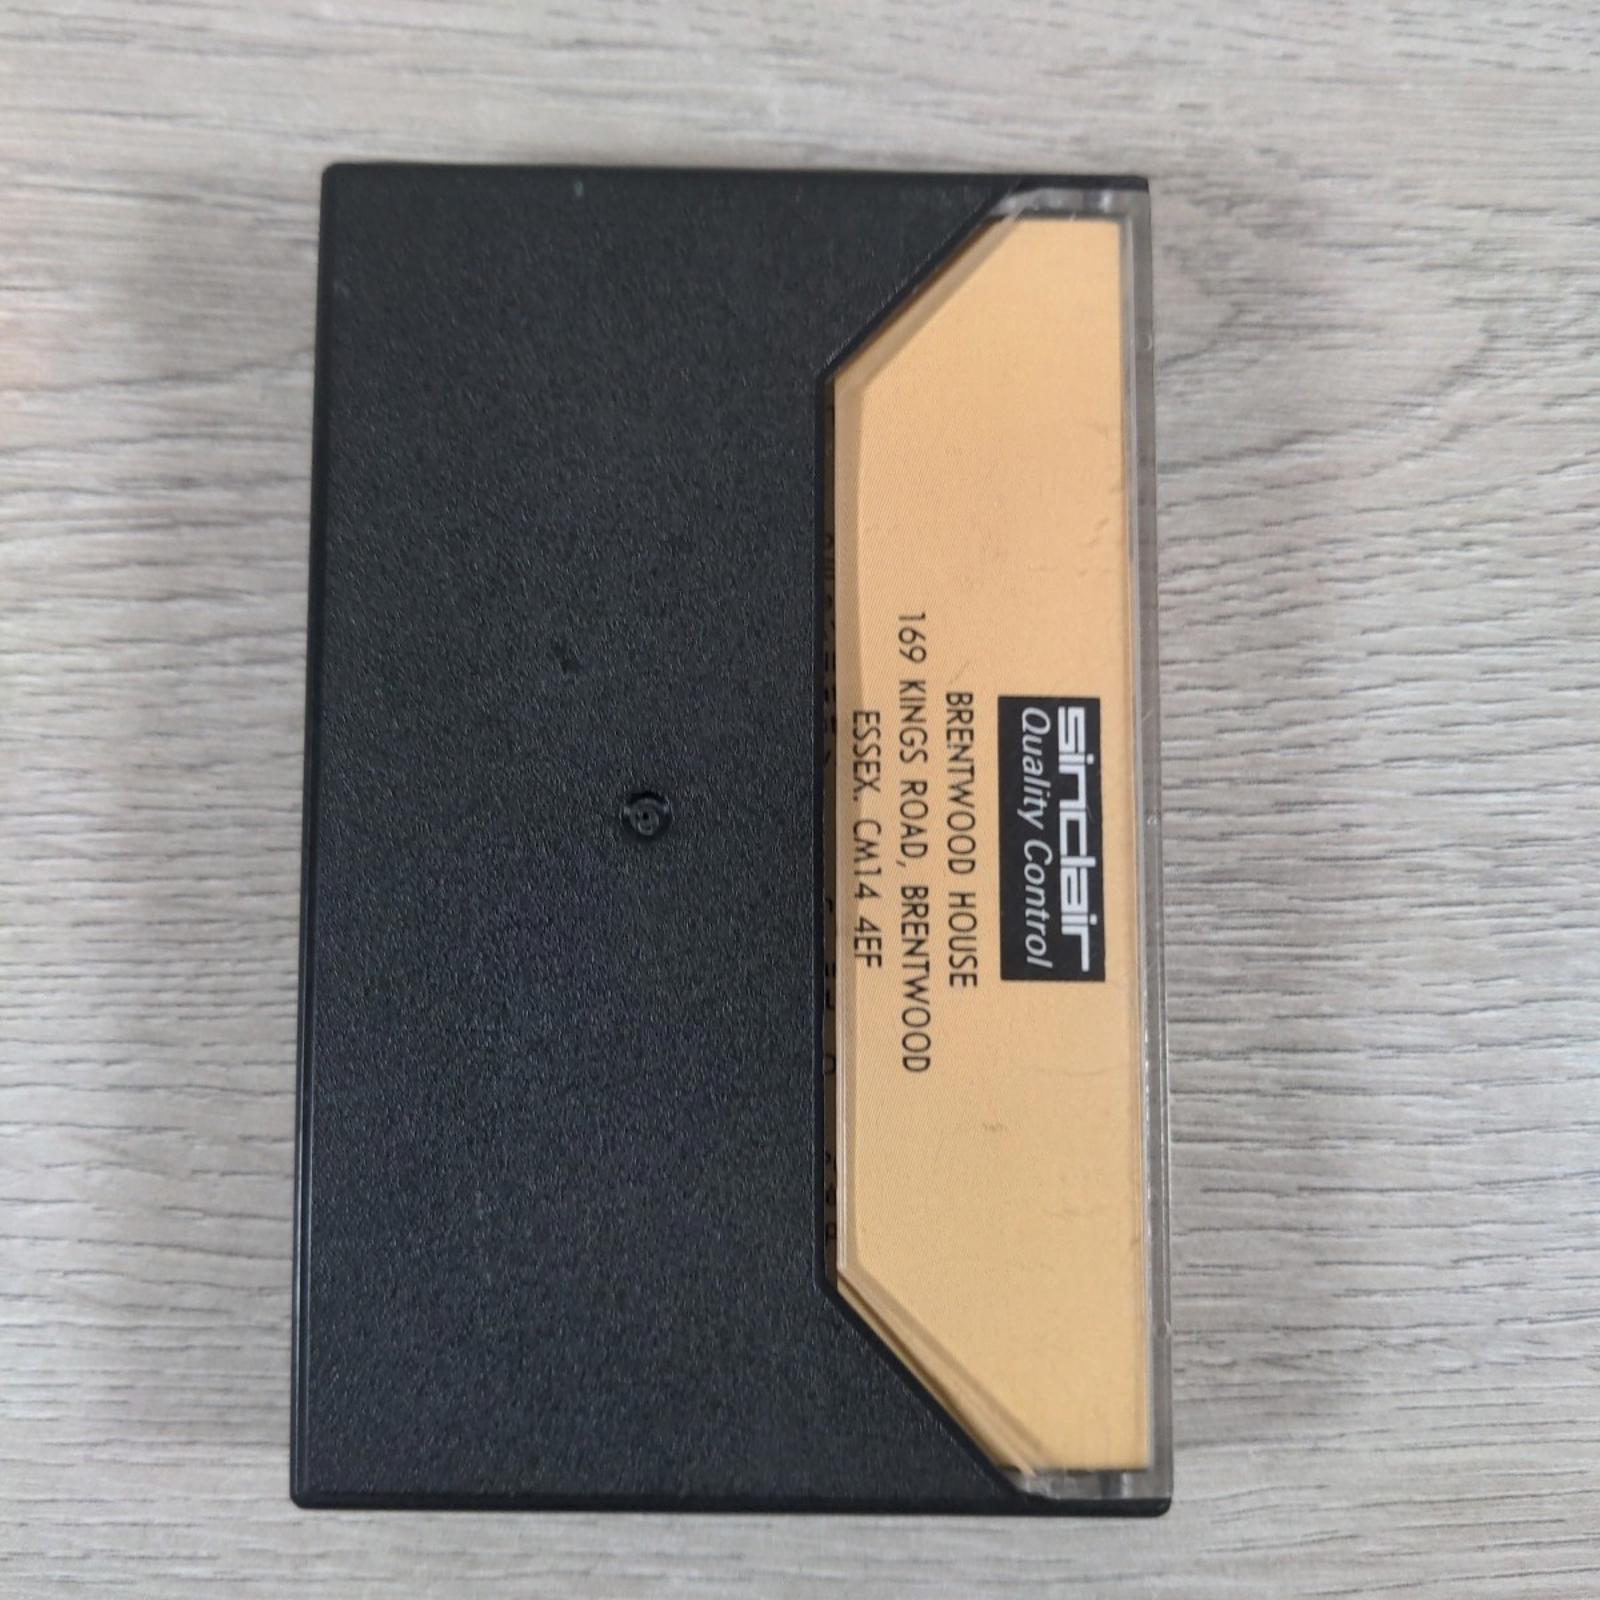 sinclair
Quality Control
BRENTWOOD HOUSE
169 KINGS ROAD, BRENTWOOD
ESSEX. CM14 4EF